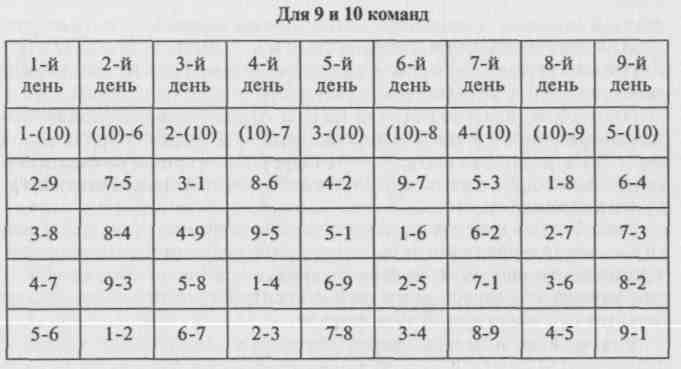 Для 9 и 10 команд
1-й день 2-й день 3-й день 4-й день 5-й день 6-й день 7-й день 8-й день 9-й день
1-(10) (10)-6 2-(10) (10)-7 3-(10) (10)-8 4-(10) (10)-9 5-(10)
2-9 7-5 3-1 8-6 4-2 9-7 5-3 1-8 6-4
3-8 8-4 4-9 9-5 5-1 1-6 6-2 2-7 7-3
4-7 9-3 5-8 1-4 6-9 2-5 7-1 3-6 8-2
5-6 1-2 6-7 2-3 7-8 3-4 8-9 4-5 9-1